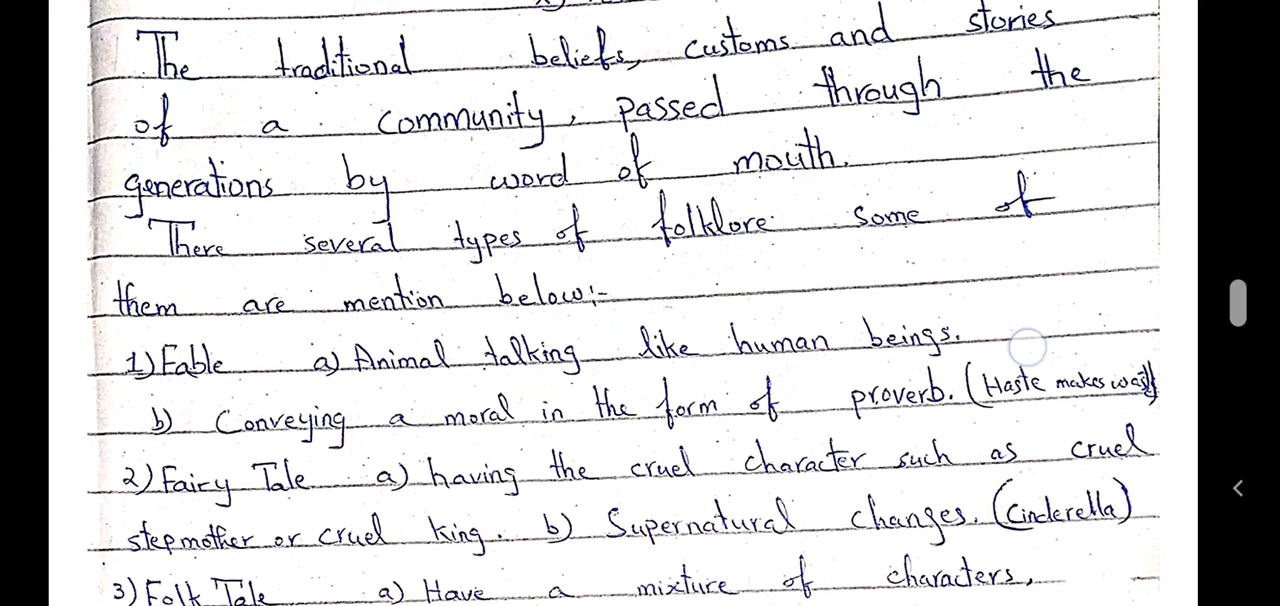 The traditional beliefs, customs and stories
of a community, passed through the
generations by word of mouth.
There several types of folklore. Some of
them are mention below:-
1) Fable a) Animal talking like human beings.
b) Conveying a moral in the form of proverb. (Haste makes wast)
2) Fairy Tale a) having the cruel character such as cruel
stepmother or cruel king. b) Supernatural changes. (Cinderella)
3) Folk Tale a) Have a mixture of characters,